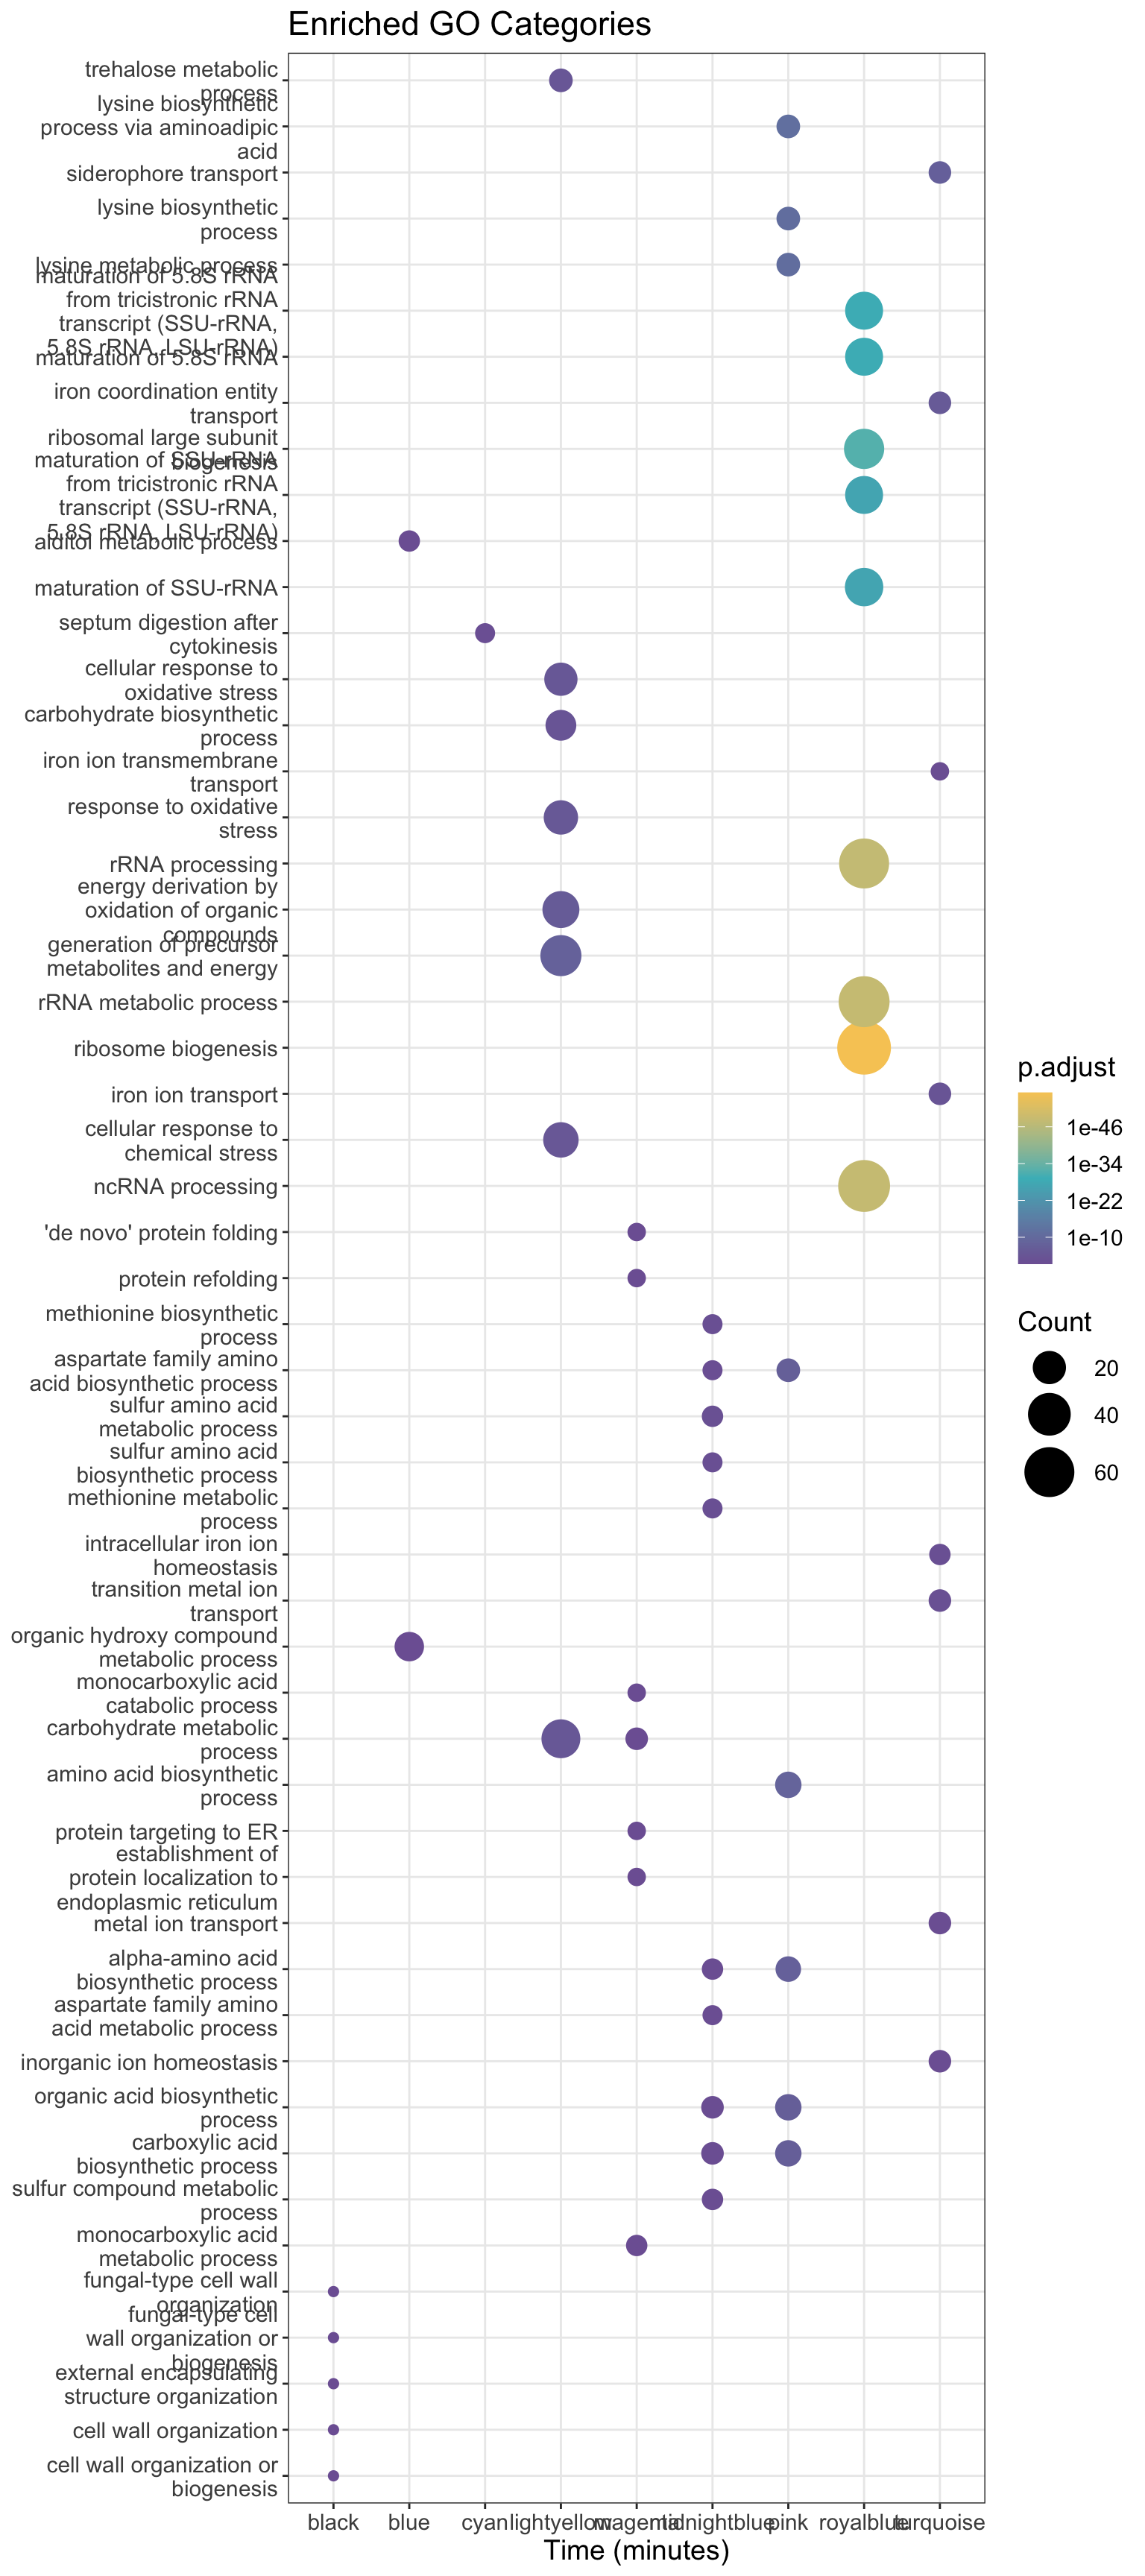 Enriched GO Categories
trehalose metabolic
process
lysine biosynthetic
process via aminoadipic
acid
siderophore transport
lysine biosynthetic
process
lysine metabolic process
maturation of 5.8S rRNA
from tricistronic rRNA
transcript (SSU-rRNA,
5.8S rRNA, LSU-rRNA)
maturation of 5.8S rRNA
iron coordination entity
transport
ribosomal large subunit
biogenesis
maturation of SSU-rRNA
from tricistronic rRNA
transcript (SSU-rRNA,
5.8S rRNA, LSU-rRNA)
alditol metabolic process
maturation of SSU-rRNA
septum digestion after
cytokinesis
cellular response to
oxidative stress
carbohydrate biosynthetic
process
iron ion transmembrane
transport
response to oxidative
stress
rRNA processing
energy derivation by
oxidation of organic
compounds
generation of precursor
metabolites and energy
rRNA metabolic process
ribosome biogenesis
iron ion transport
cellular response to
chemical stress
ncRNA processing
'de novo' protein folding
protein refolding
methionine biosynthetic
process
aspartate family amino
acid biosynthetic process
sulfur amino acid
metabolic process
sulfur amino acid
biosynthetic process
methionine metabolic
process
intracellular iron ion
homeostasis
transition metal ion
transport
organic hydroxy compound
metabolic process
monocarboxylic acid
catabolic process
carbohydrate metabolic
process
amino acid biosynthetic
process
protein targeting to ER
establishment of
protein localization to
endoplasmic reticulum
metal ion transport
alpha-amino acid
biosynthetic process
aspartate family amino
acid metabolic process
inorganic ion homeostasis
organic acid biosynthetic
process
carboxylic acid
biosynthetic process
sulfur compound metabolic
process
monocarboxylic acid
metabolic process
fungal-type cell wall
organization
fungal-type cell
wall organization or
biogenesis
external encapsulating
structure organization
cell wall organization
cell wall organization or
biogenesis
black blue cyan lightyellow magenta midnightblue pink royalblue turquoise
Time (minutes)
p.adjust
1e-46
1e-34
1e-22
1e-10
Count
20
40
60